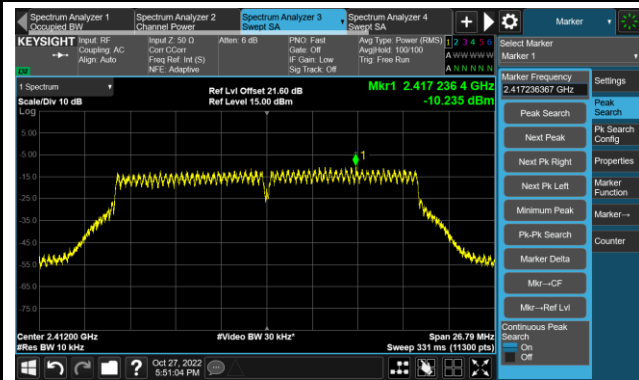 Spectrum Analyzer 1
Occupied BW
Spectrum Analyzer 2
Channel Power
Spectrum Analyzer 3
Swept SA
Spectrum Analyzer 4
Swept SA
Marker
KEYSIGHT
Input: RF
Coupling: AC
Align: Auto
Input Z: 50 Ω
Corr CCorr
Freq Ref: Int (S)
NFE: Adaptive
Atten: 6 dB
PNO: Fast
Gate: Off
IF Gain: Low
Sig Track: Off
Avg Type: Power (RMS)
Avg|Hold: 100/100
Trig: Free Run
1 2 3 4 5 6
A W W W W W
A N N N N N
LXI
1 Spectrum
Scale/Div 10 dB
Log
Ref Lvl Offset 21.60 dB
Ref Level 15.00 dBm
Mkr1 2.417 236 4 GHz
-10.235 dBm
5.00
-5.00
-15.0
-25.0
-35.0
-45.0
-55.0
-65.0
-75.0
1
Center 2.41200 GHz
#Res BW 10 kHz
#Video BW 30 kHz*
Span 26.79 MHz
Sweep 331 ms (11300 pts)
Select Marker
Marker 1
Marker Frequency
2.417236367 GHz
Peak Search
Next Peak
Next Pk Right
Next Pk Left
Minimum Peak
Pk-Pk Search
Marker Delta
Mkr→CF
Mkr→Ref Lvl
Continuous Peak
Search
On
Off
Settings
Peak
Search
Pk Search
Config
Properties
Marker
Function
Marker→
Counter
?
Oct 27, 2022
5:51:04 PM